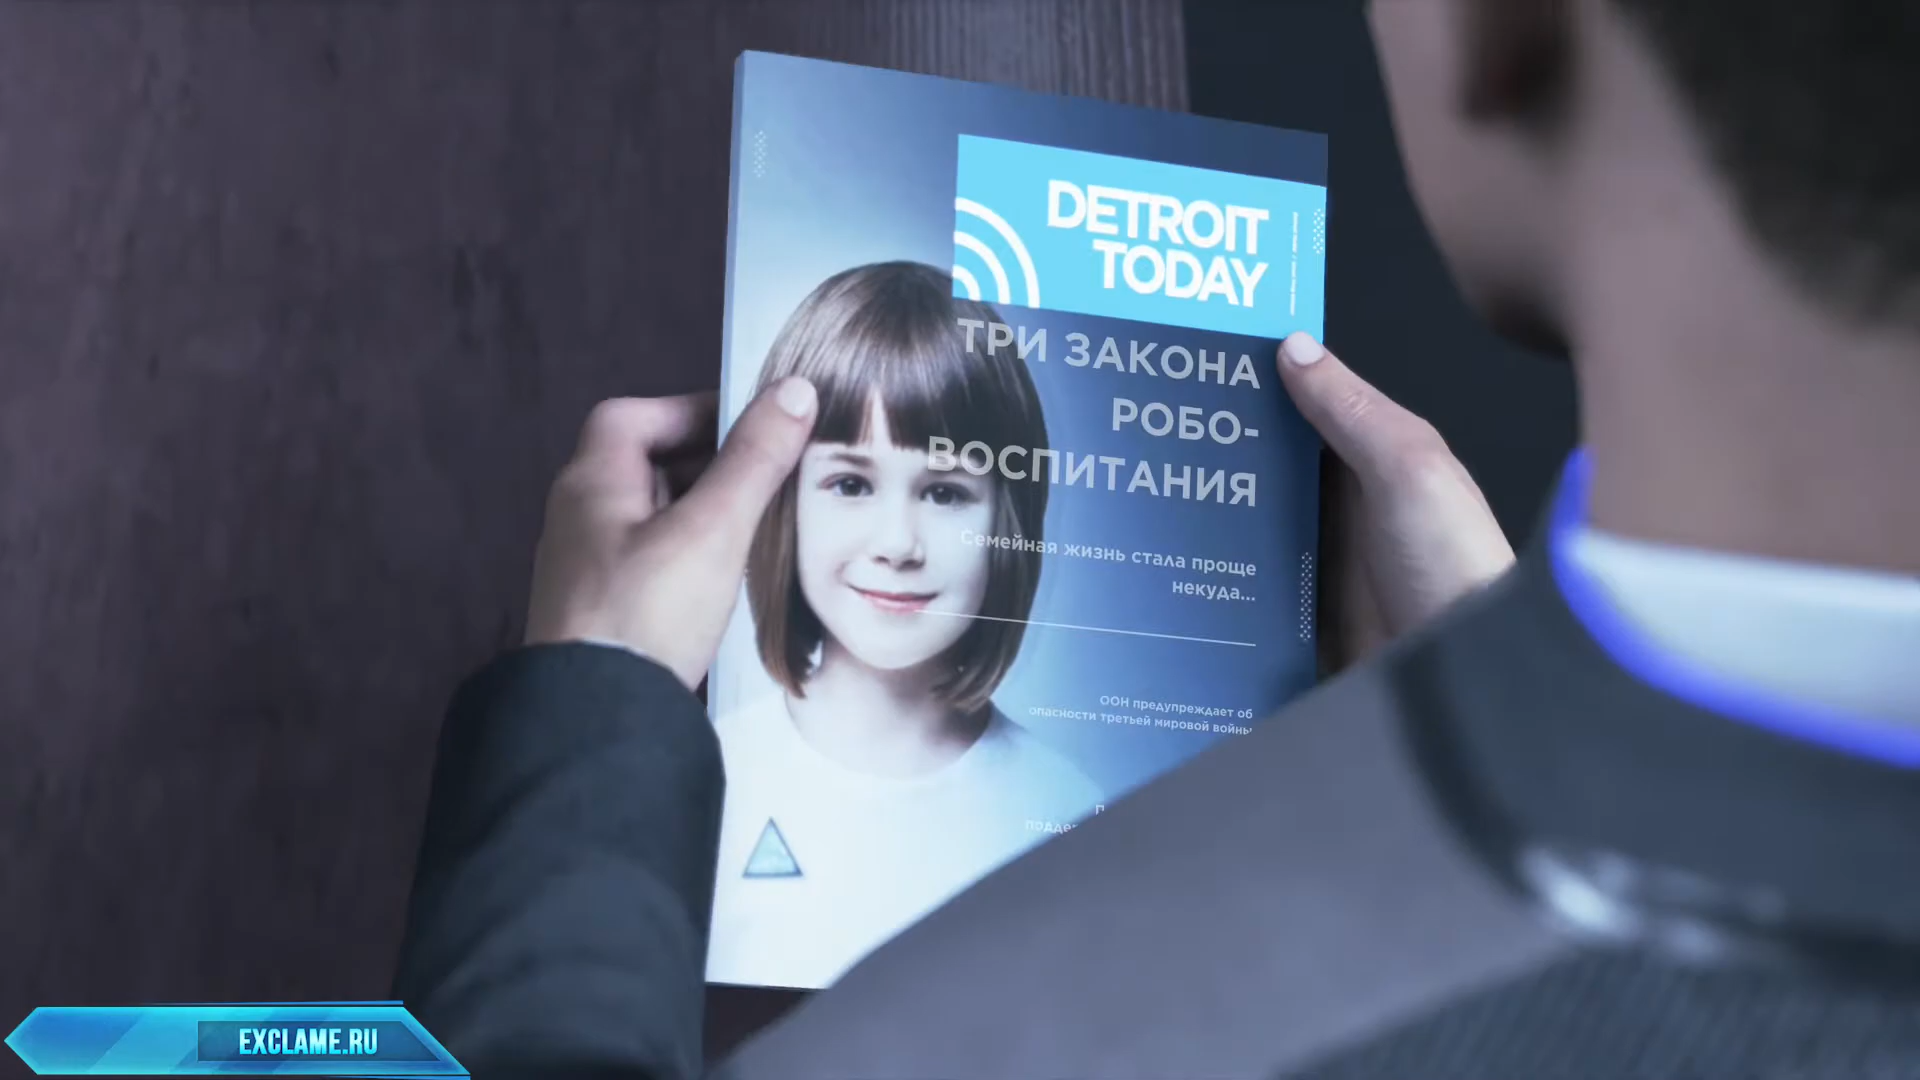 DETROIT
TODAY
ТРИ ЗАКОНА
РОБО-
ВОСПИТАНИЯ
Семейная жизнь стала проще
некуда...
ООН предупреждает об
опасности третьей мировой войны
EXCLAME.RU